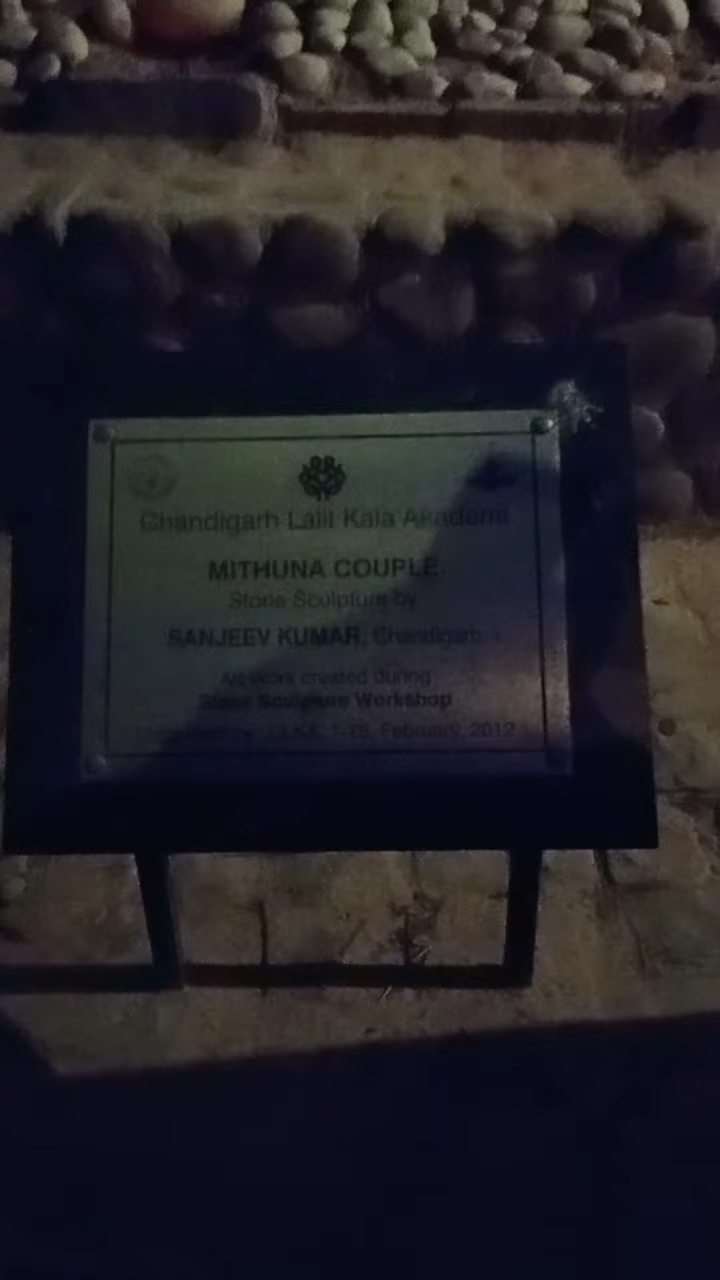 Chandigarh Lalit Kala Akademi
MITHUNA COUPLE
Stone Sculpture by
SANJEEV KUMAR, Chandigarh
Art Work created during
Stone Sculpture Workshop
CLKA, 1-15, February, 2012